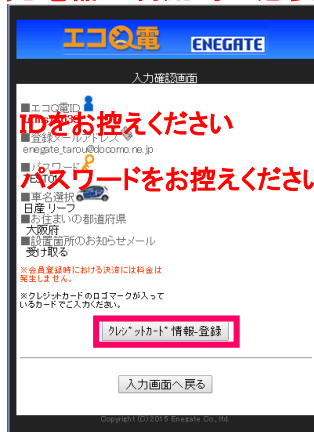 エコQ電 ENEGATE
入力確認画面
■エコQ電ID
IDをお控えください
■登録メールアドレス
enegate_tarou@docomo.ne.jp
■パスワード
パスワードをお控えくださ
■車名選択
日産 リーフ
■お住まいの都道府県
大阪府
■設置箇所のお知らせメール
受け取る
※会員登録時における決済には料金は
発生しません。
※クレジットカードのロゴマークが入って
いるカードでご入力ください。
クレジットカード情報-登録
入力画面へ戻る
Copyright (C)2015 Enegate Co., ltd.